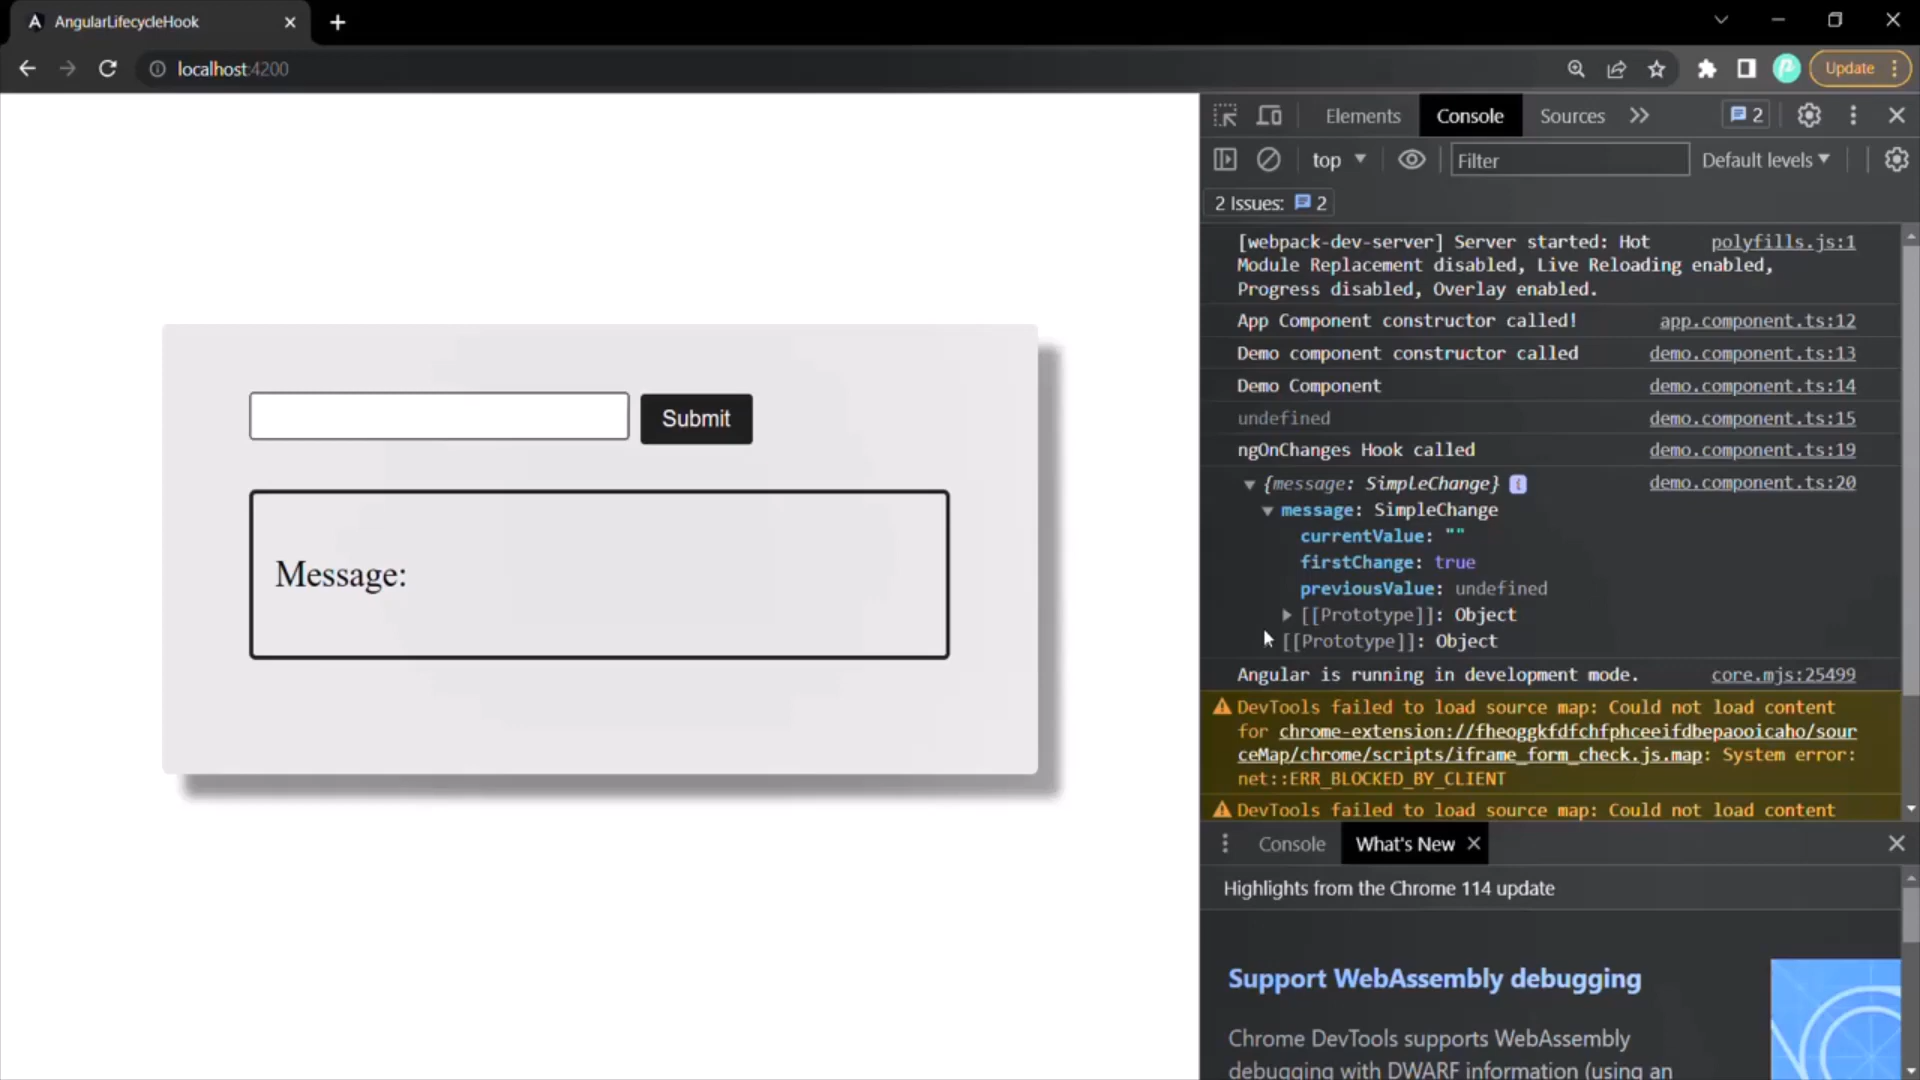 AngularLifecycleHook
localhost:4200
Update
Elements Console Sources 2
top Filter Default levels
2 Issues: 2
[webpack-dev-server] Server started: Hot polyfills.js:1
Module Replacement disabled, Live Reloading enabled,
Progress disabled, Overlay enabled.
App Component constructor called! app.component.ts:12
Demo component constructor called demo.component.ts:13
Demo Component demo.component.ts:14
undefined demo.component.ts:15
ngOnChanges Hook called demo.component.ts:19
{message: SimpleChange} demo.component.ts:20
message: SimpleChange
currentValue: ""
firstChange: true
previousValue: undefined
[[Prototype]]: Object
[[Prototype]]: Object
Angular is running in development mode. core.mjs:25499
DevTools failed to load source map: Could not load content
for chrome-extension://fheoggkfdfchfphceeifdbepaooicaho/sour
ceMap/chrome/scripts/iframe_form_check.js.map: System error:
net::ERR_BLOCKED_BY_CLIENT
DevTools failed to load source map: Could not load content
Console What's New
Highlights from the Chrome 114 update
Support WebAssembly debugging
Chrome DevTools supports WebAssembly
debugging with DWARF information (using an
Submit
Message: